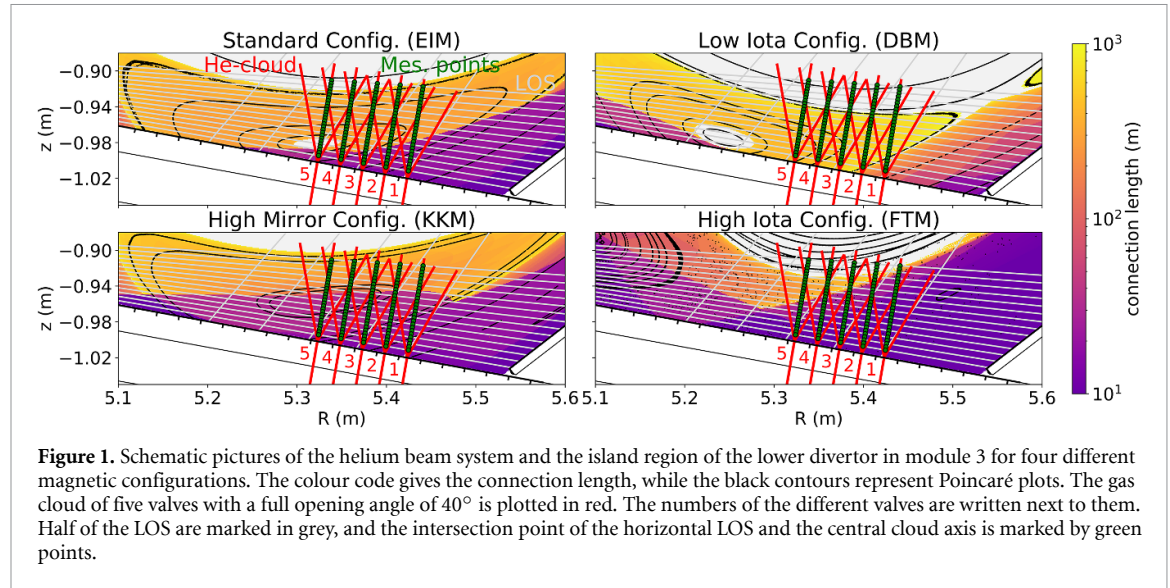 Standard Config. (EIM)
Low Iota Config. (DBM)
He-cloud
Mes. points
LOS
−0.90
−0.94
−0.98
−1.02
z (m)
5 4 3 2 1
5 4 3 2 1
High Mirror Config. (KKM)
High Iota Config. (FTM)
−0.90
−0.94
−0.98
−1.02
z (m)
5 4 3 2 1
5 4 3 2 1
5.1 5.2 5.3 5.4 5.5 5.6
5.1 5.2 5.3 5.4 5.5 5.6
R (m)
R (m)
10³
10²
10¹
connection length (m)
Figure 1. Schematic pictures of the helium beam system and the island region of the lower divertor in module 3 for four different
magnetic configurations. The colour code gives the connection length, while the black contours represent Poincaré plots. The gas
cloud of five valves with a full opening angle of 40° is plotted in red. The numbers of the different valves are written next to them.
Half of the LOS are marked in grey, and the intersection point of the horizontal LOS and the central cloud axis is marked by green
points.